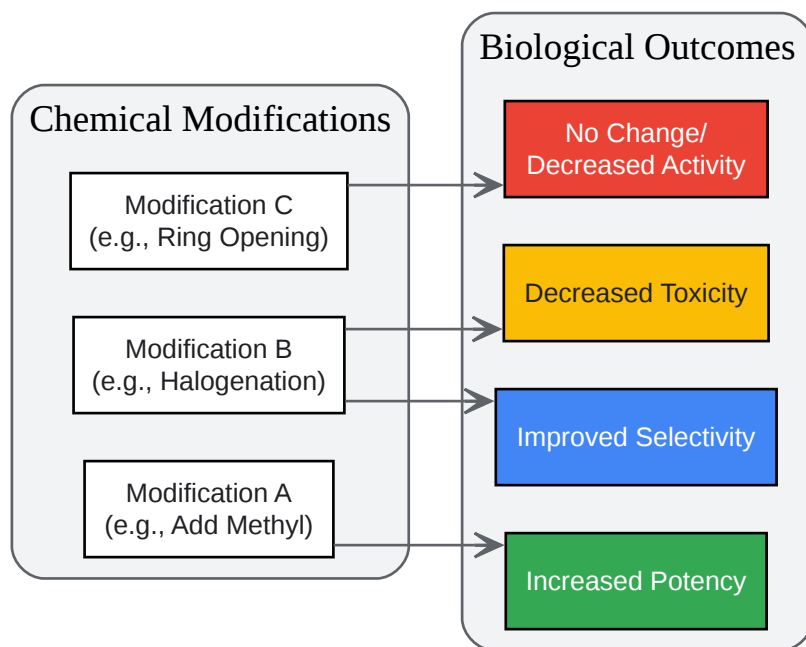 Chemical Modifications
Modification C
(e.g., Ring Opening)
Modification B
(e.g., Halogenation)
Modification A
(e.g., Add Methyl)
Biological Outcomes
No Change/
Decreased Activity
Decreased Toxicity
Improved Selectivity
Increased Potency